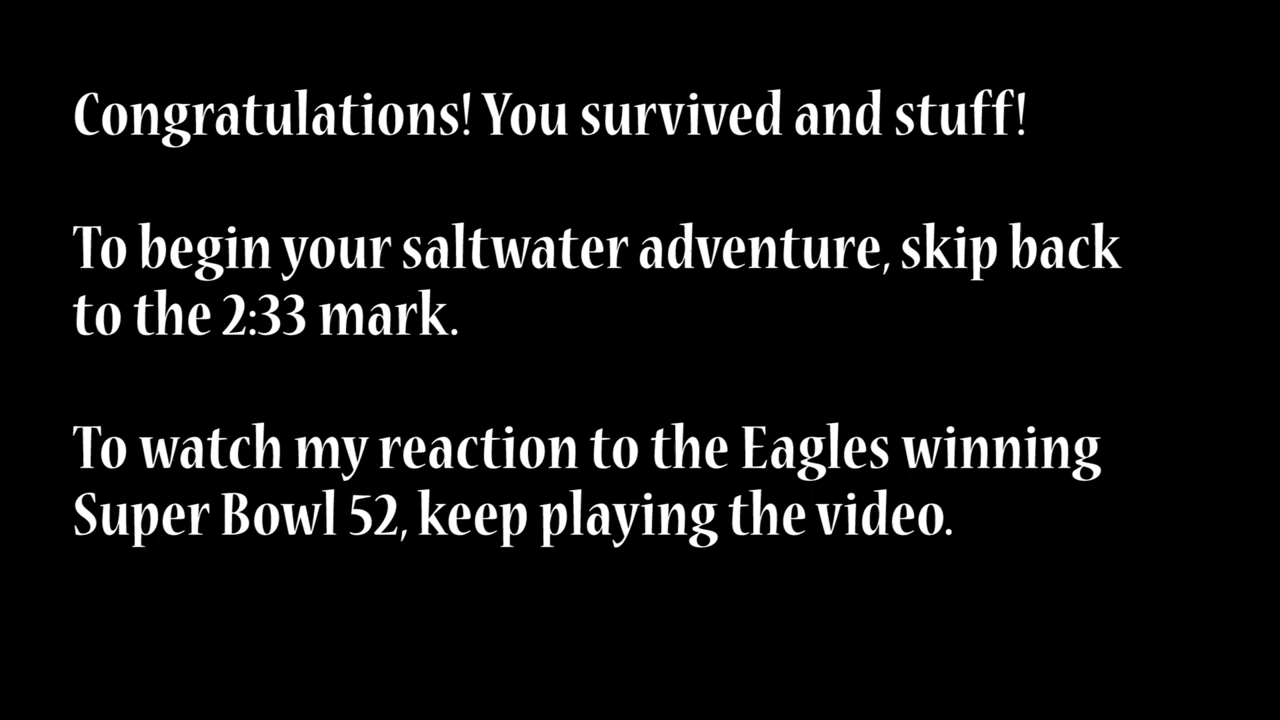 Congratulations! You survived and stuff!
To begin your saltwater adventure, skip back
to the 2:33 mark.
To watch my reaction to the Eagles winning
Super Bowl 52, keep playing the video.